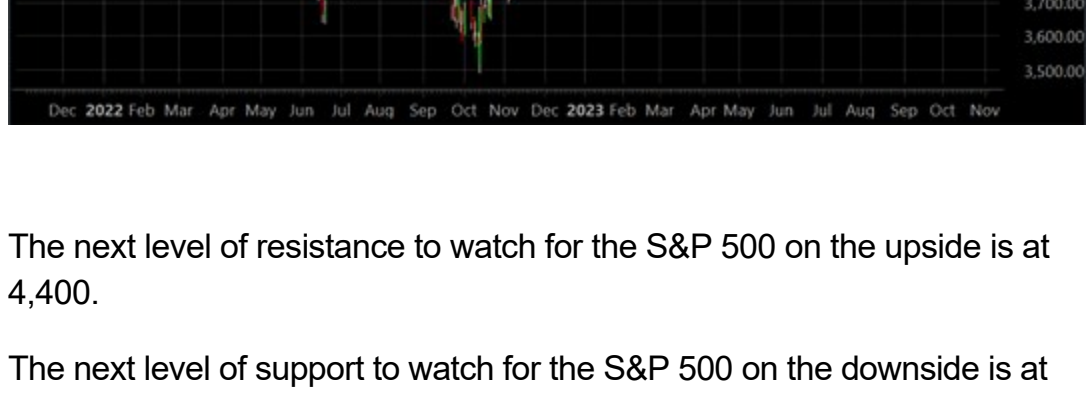 3,700.00
3,600.00
3,500.00
Dec 2022 Feb Mar Apr May Jun Jul Aug Sep Oct Nov Dec 2023 Feb Mar Apr May Jun Jul Aug Sep Oct Nov
The next level of resistance to watch for the S&P 500 on the upside is at
4,400.
The next level of support to watch for the S&P 500 on the downside is at